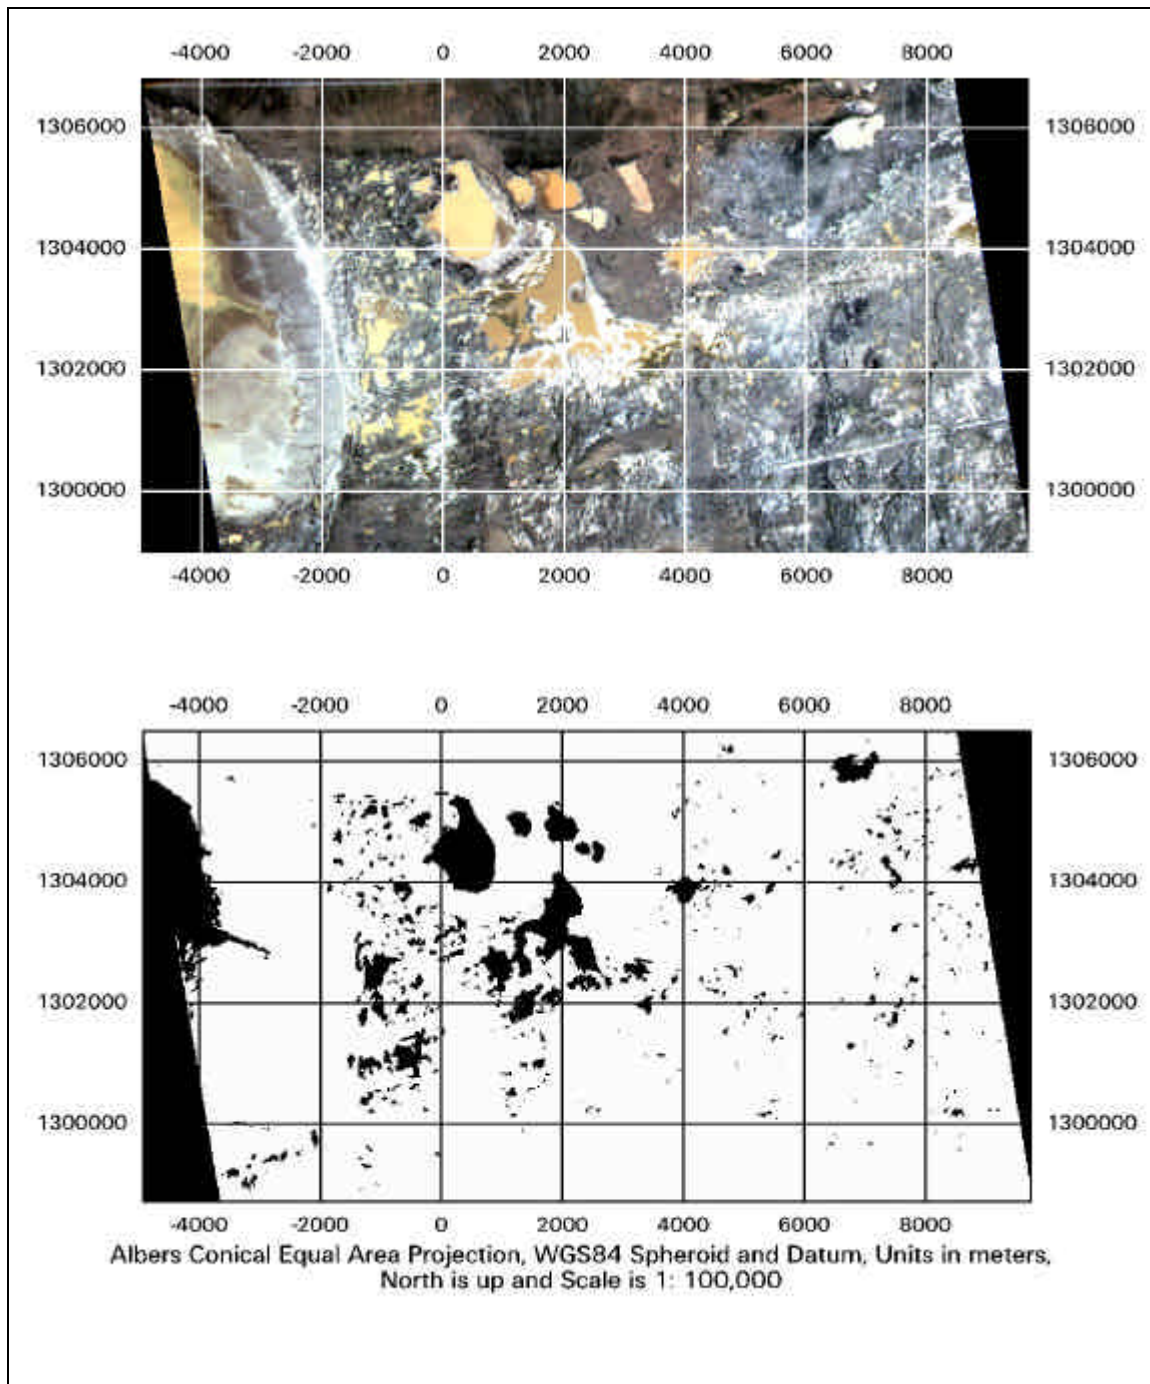 -4000 -2000 0 2000 4000 6000 8000
1306000 1306000
1304000 1304000
1302000 1302000
1300000 1300000
-4000 -2000 0 2000 4000 6000 8000
-4000 -2000 0 2000 4000 6000 8000
1306000 1306000
1304000 1304000
1302000 1302000
1300000 1300000
-4000 -2000 0 2000 4000 6000 8000
Albers Conical Equal Area Projection, WGS84 Spheroid and Datum, Units in meters,
North is up and Scale is 1: 100,000